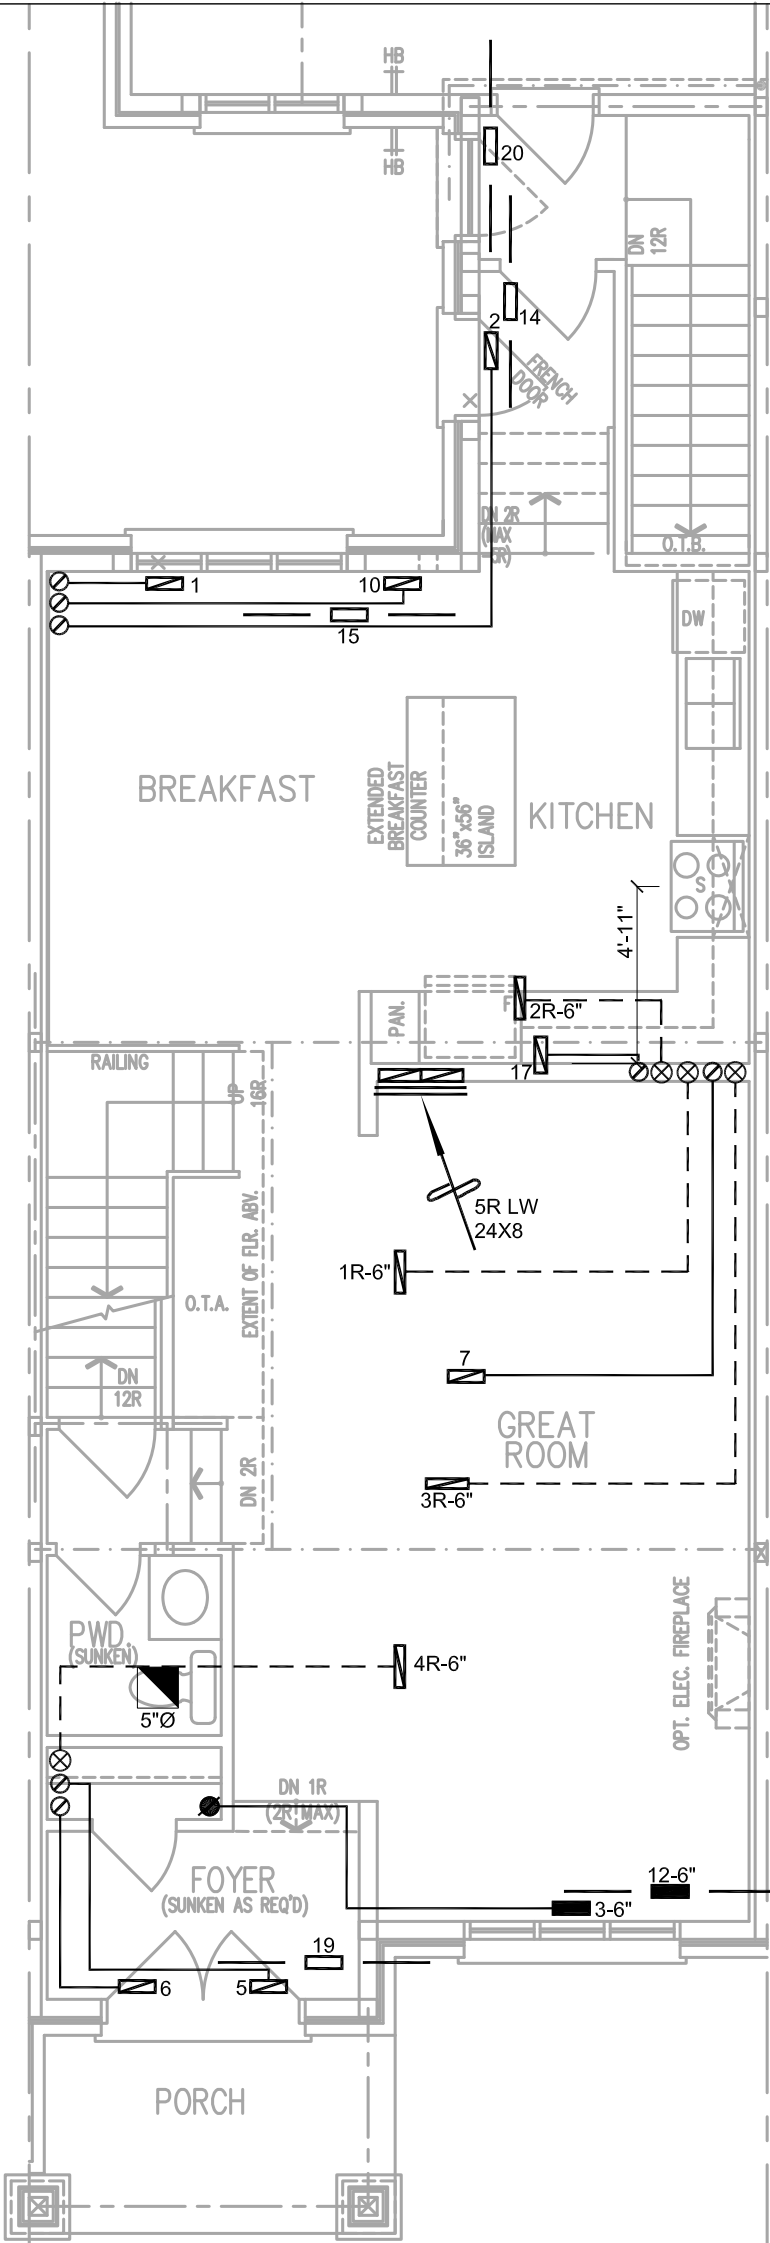 HB
HB
20
DN
12R
14
2
FRENCH
DOOR
DN 2R
(MAX
5R)
O.T.B.
1
10
15
DW
BREAKFAST
EXTENDED
BREAKFAST
COUNTER
36"x56"
ISLAND
KITCHEN
S
4'-11"
PAN.
F
2R-6"
17
RAILING
UP
16R
5R LW
24X8
EXTENT OF FLR. ABV.
O.T.A.
1R-6"
7
DN
12R
GREAT
ROOM
DN 2R
3R-6"
PWD.
(SUNKEN)
4R-6"
5"Ø
OPT. ELEC. FIREPLACE
DN 1R
(2R MAX)
FOYER
(SUNKEN AS REQ'D)
12-6"
3-6"
19
6
5
PORCH